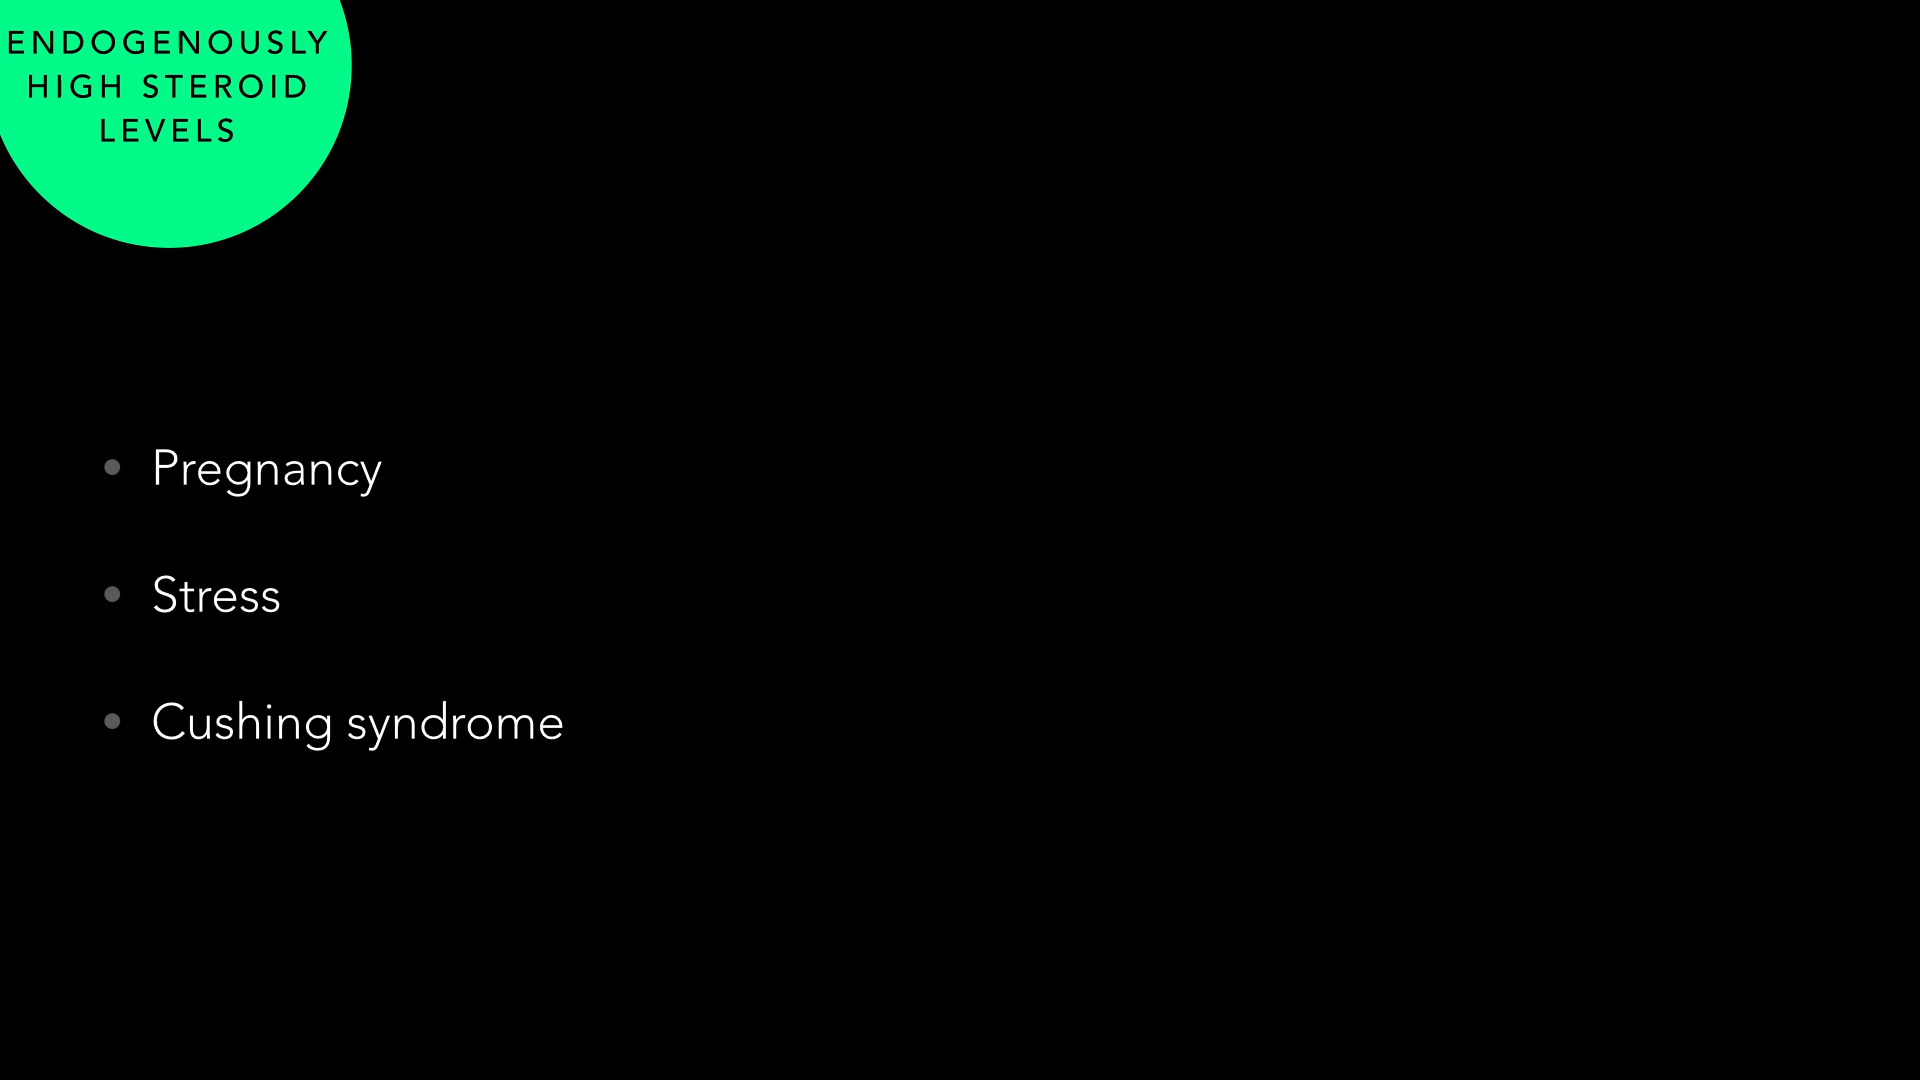 ENDOGENOUSLY
HIGH STEROID
LEVELS
• Pregnancy
• Stress
• Cushing syndrome